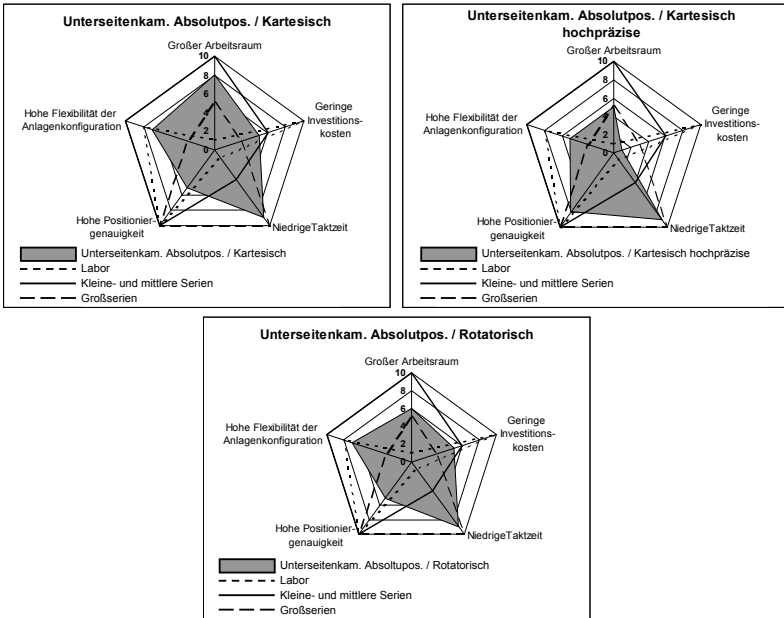 Unterseitenkam. Absolutpos. / Kartesisch
Großer Arbeitsraum
10
8
6
4
2
0
Hohe Flexibilität der
Anlagenkonfiguration
Geringe
Investitions-
kosten
Hohe Positionier-
genauigkeit
NiedrigeTaktzeit
Unterseitenkam. Absolutpos. / Kartesisch
Labor
Kleine- und mittlere Serien
Großserien
Unterseitenkam. Absolutpos. / Kartesisch
hochpräzise
Großer Arbeitsraum
10
8
6
4
2
0
Hohe Flexibilität der
Anlagenkonfiguration
Geringe
Investitions-
kosten
Hohe Positionier-
genauigkeit
NiedrigeTaktzeit
Unterseitenkam. Absolutpos. / Kartesisch hochpräzise
Labor
Kleine- und mittlere Serien
Großserien
Unterseitenkam. Absolutpos. / Rotatorisch
Großer Arbeitsraum
10
8
6
4
2
0
Hohe Flexibilität der
Anlagenkonfiguration
Geringe
Investitions-
kosten
Hohe Positionier-
genauigkeit
NiedrigeTaktzeit
Unterseitenkam. Absoltupos. / Rotatorisch
Labor
Kleine- und mittlere Serien
Großserien